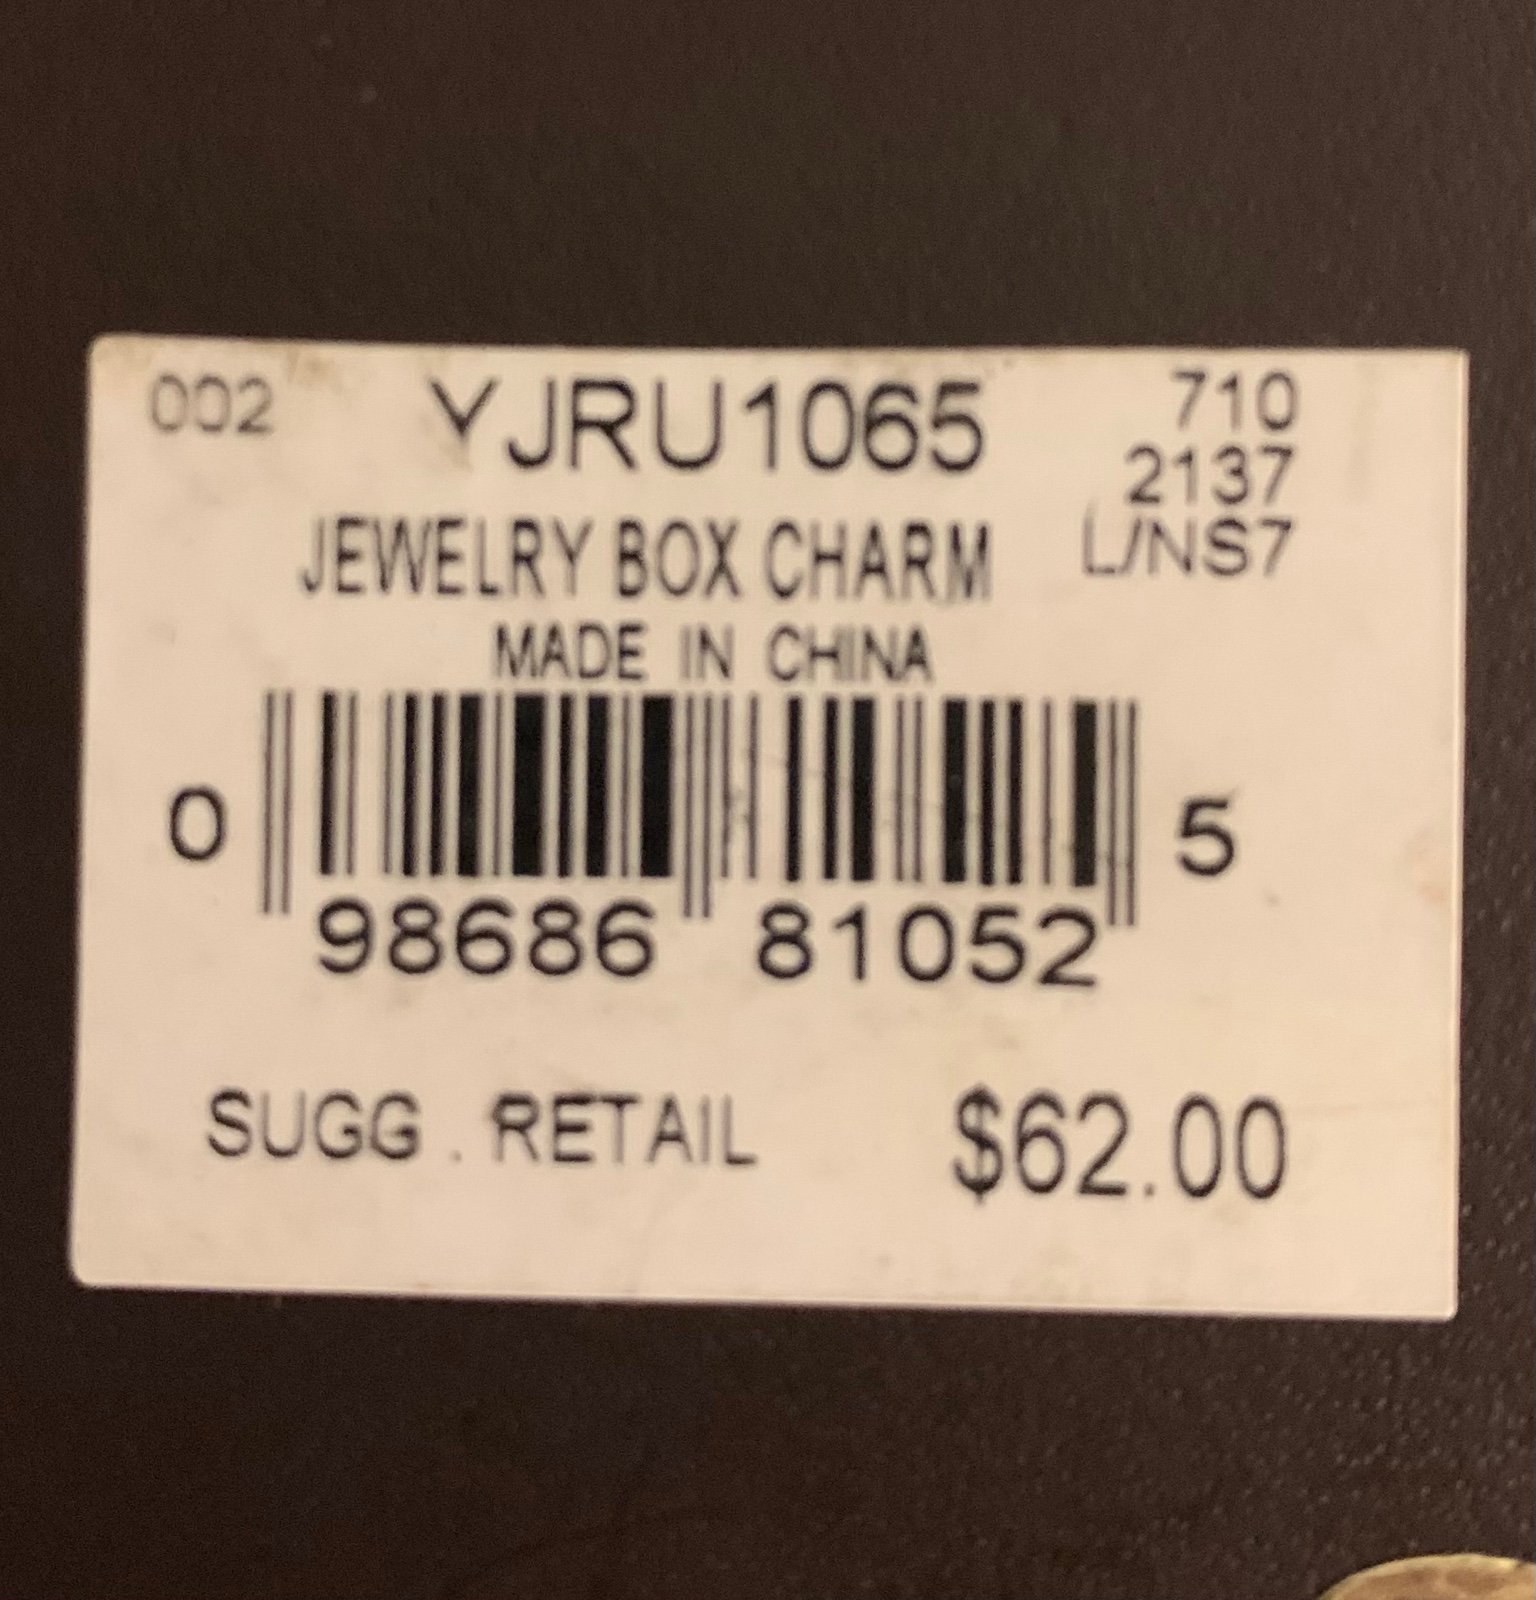 002 YJRU1065 710
2137
JEWELRY BOX CHARM L/NS7
MADE IN CHINA
0 98686 81052 5
SUGG. RETAIL $62.00